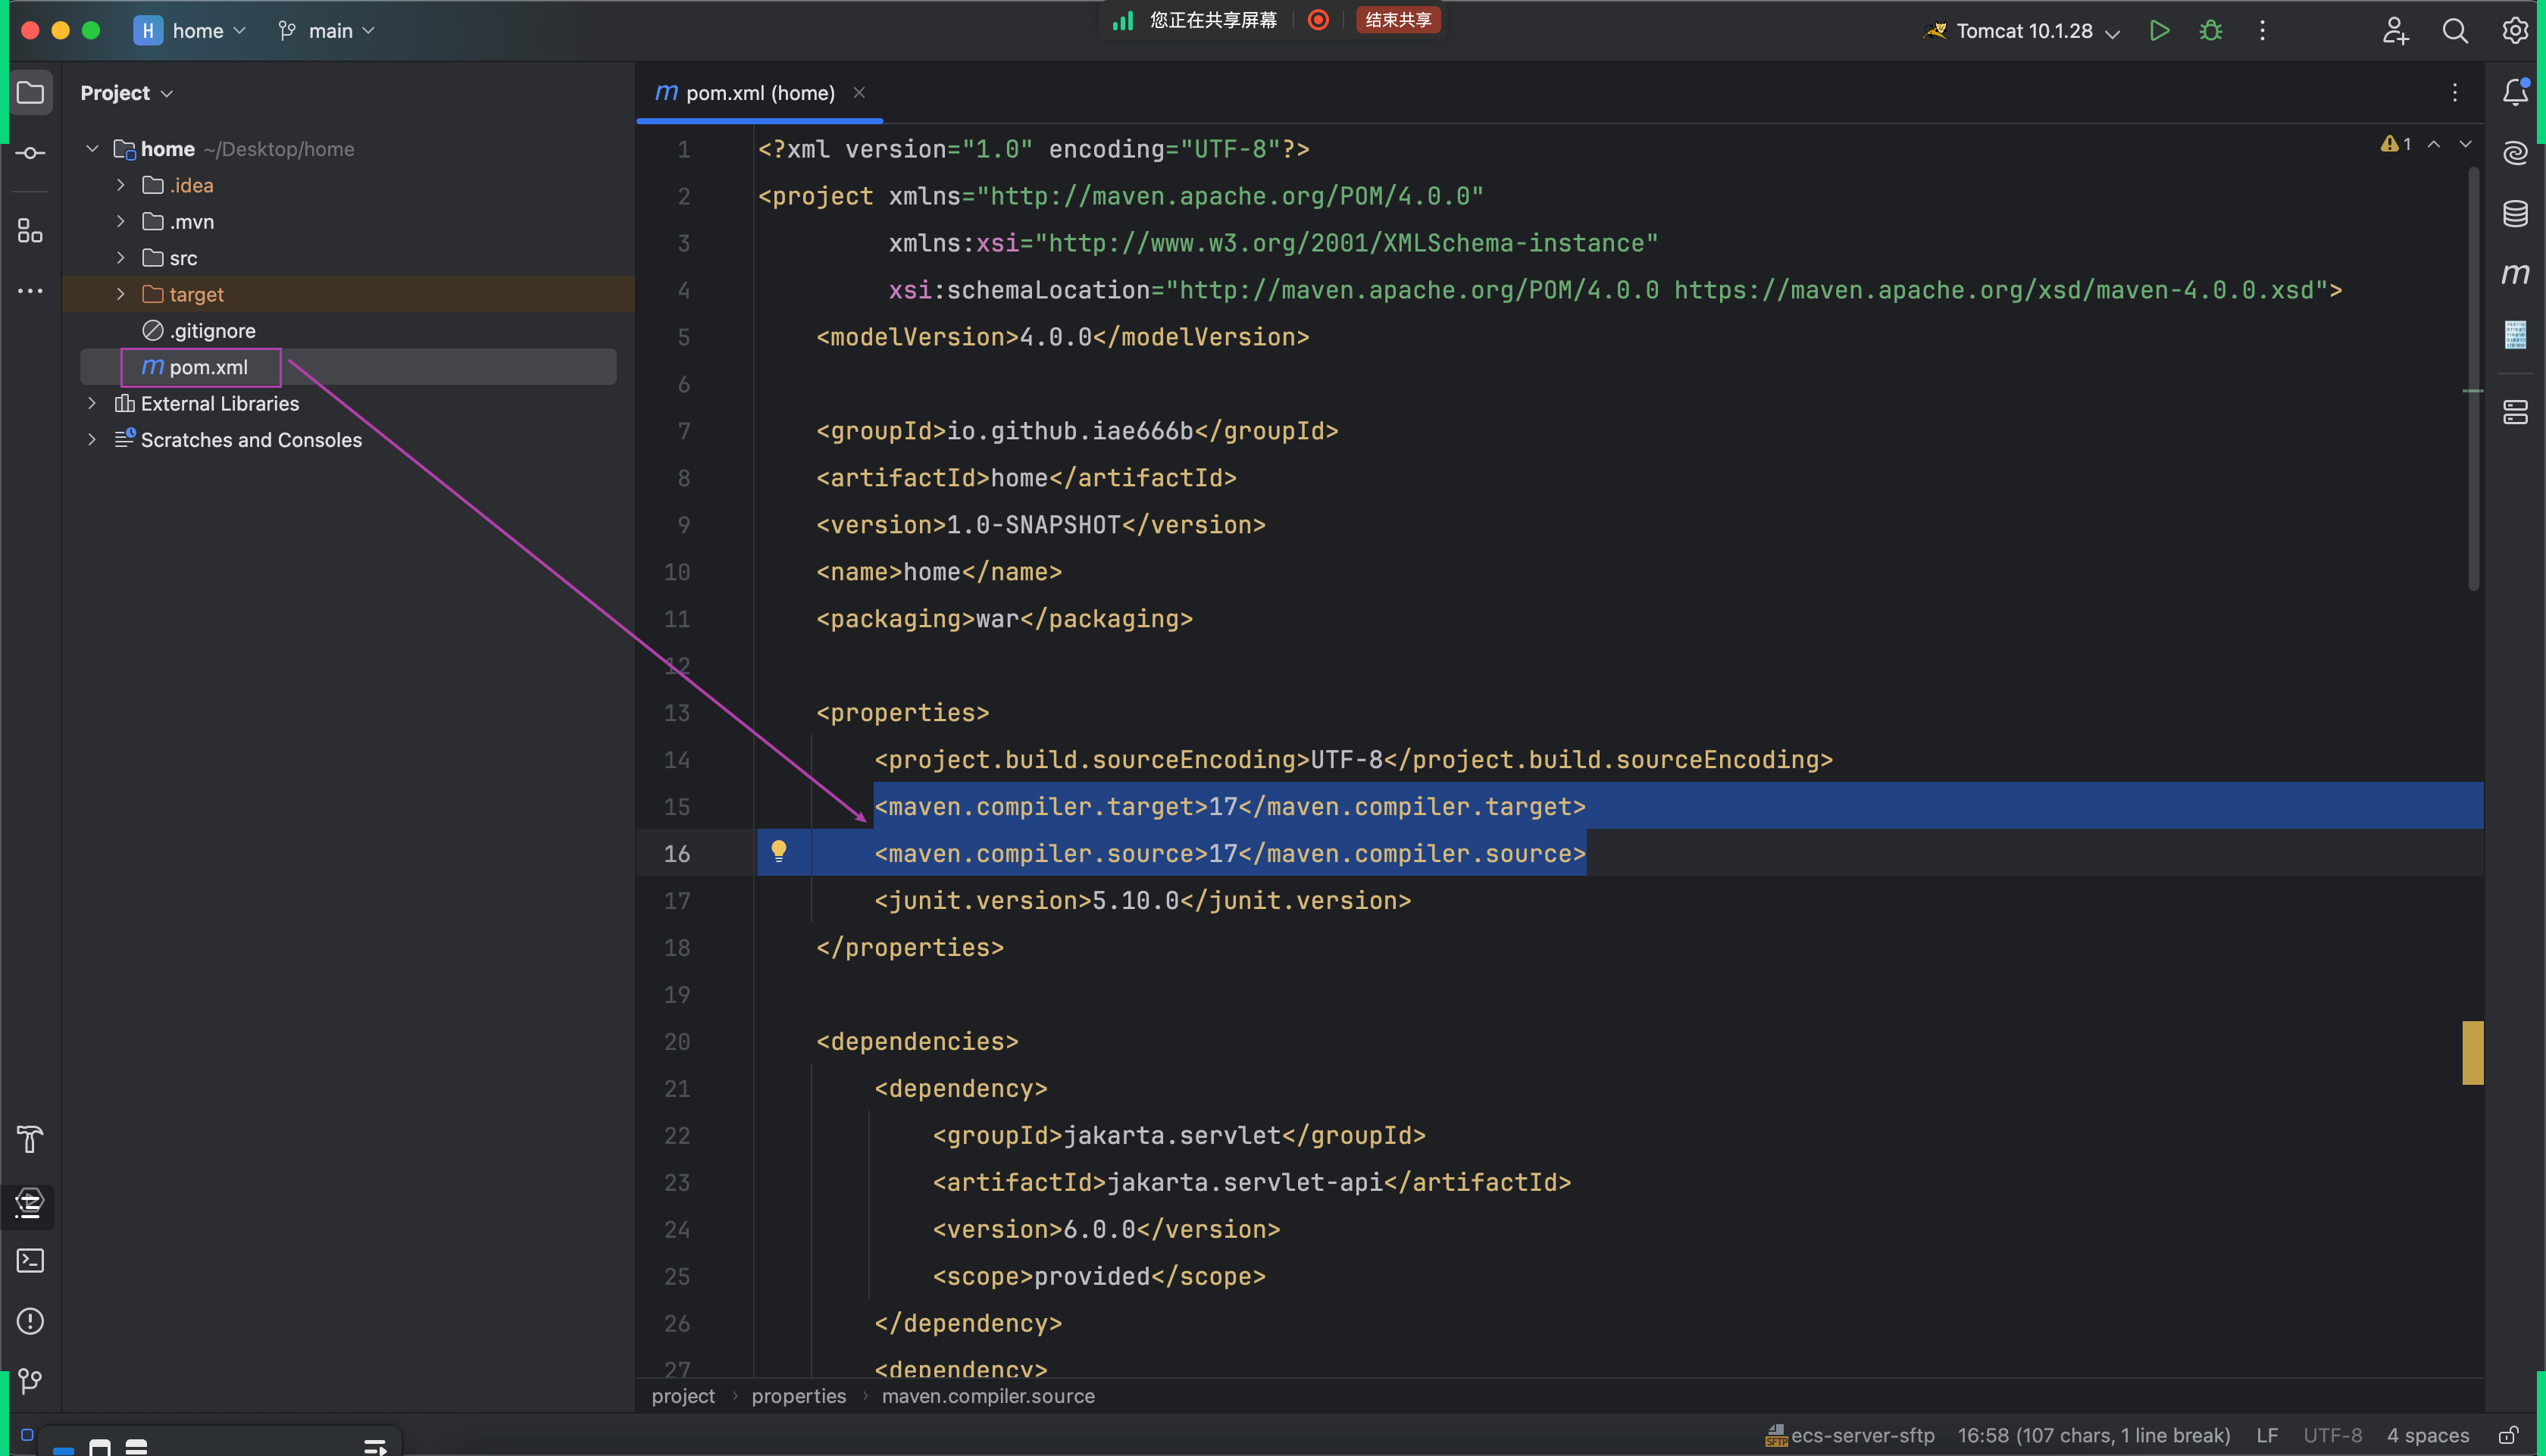 H home main 您正在共享屏幕 结束共享 Tomcat 10.1.28
Project
home ~/Desktop/home
.idea
.mvn
src
target
.gitignore
m pom.xml
External Libraries
Scratches and Consoles
m pom.xml (home)
1
1 <?xml version="1.0" encoding="UTF-8"?>
2 <project xmlns="http://maven.apache.org/POM/4.0.0"
3 xmlns:xsi="http://www.w3.org/2001/XMLSchema-instance"
4 xsi:schemaLocation="http://maven.apache.org/POM/4.0.0 https://maven.apache.org/xsd/maven-4.0.0.xsd">
5 <modelVersion>4.0.0</modelVersion>
6
7 <groupId>io.github.iae666b</groupId>
8 <artifactId>home</artifactId>
9 <version>1.0-SNAPSHOT</version>
10 <name>home</name>
11 <packaging>war</packaging>
12
13 <properties>
14 <project.build.sourceEncoding>UTF-8</project.build.sourceEncoding>
15 <maven.compiler.target>17</maven.compiler.target>
16 <maven.compiler.source>17</maven.compiler.source>
17 <junit.version>5.10.0</junit.version>
18 </properties>
19
20 <dependencies>
21 <dependency>
22 <groupId>jakarta.servlet</groupId>
23 <artifactId>jakarta.servlet-api</artifactId>
24 <version>6.0.0</version>
25 <scope>provided</scope>
26 </dependency>
27 <dependency>
project properties maven.compiler.source
SFTP ecs-server-sftp 16:58 (107 chars, 1 line break) LF UTF-8 4 spaces